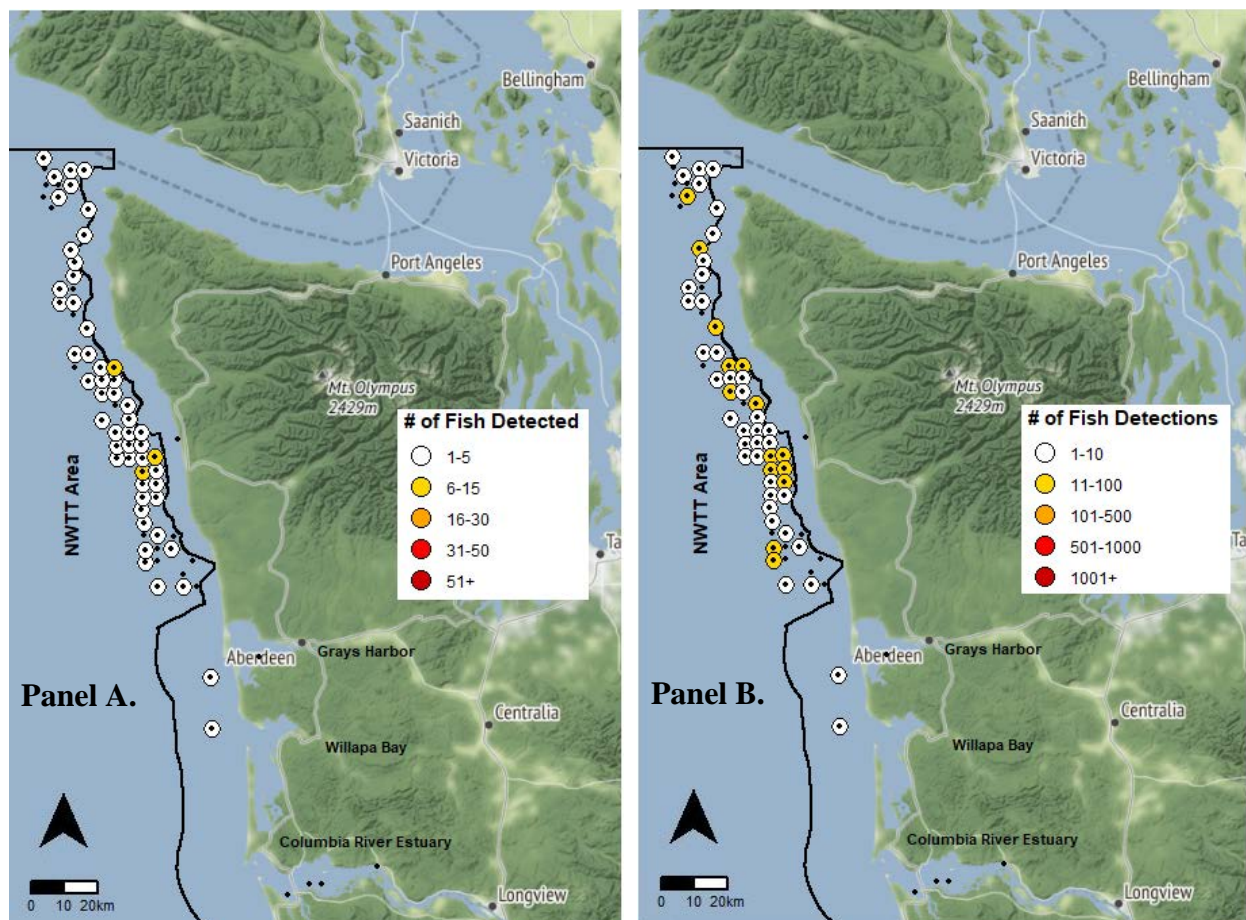 Bellingham
Saanich
Victoria
Port Angeles
Mt. Olympus
2429m
# of Fish Detected
1-5
6-15
16-30
31-50
51+
NWTT Area
Ta
Aberdeen
Grays Harbor
Panel A.
Centralia
Willapa Bay
Columbia River Estuary
Longview
0 10 20km
Bellingham
Saanich
Victoria
Port Angeles
Mt. Olympus
2429m
# of Fish Detections
1-10
11-100
101-500
501-1000
1001+
NWTT Area
Ta
Aberdeen
Grays Harbor
Panel B.
Centralia
Willapa Bay
Columbia River Estuary
Longview
0 10 20km